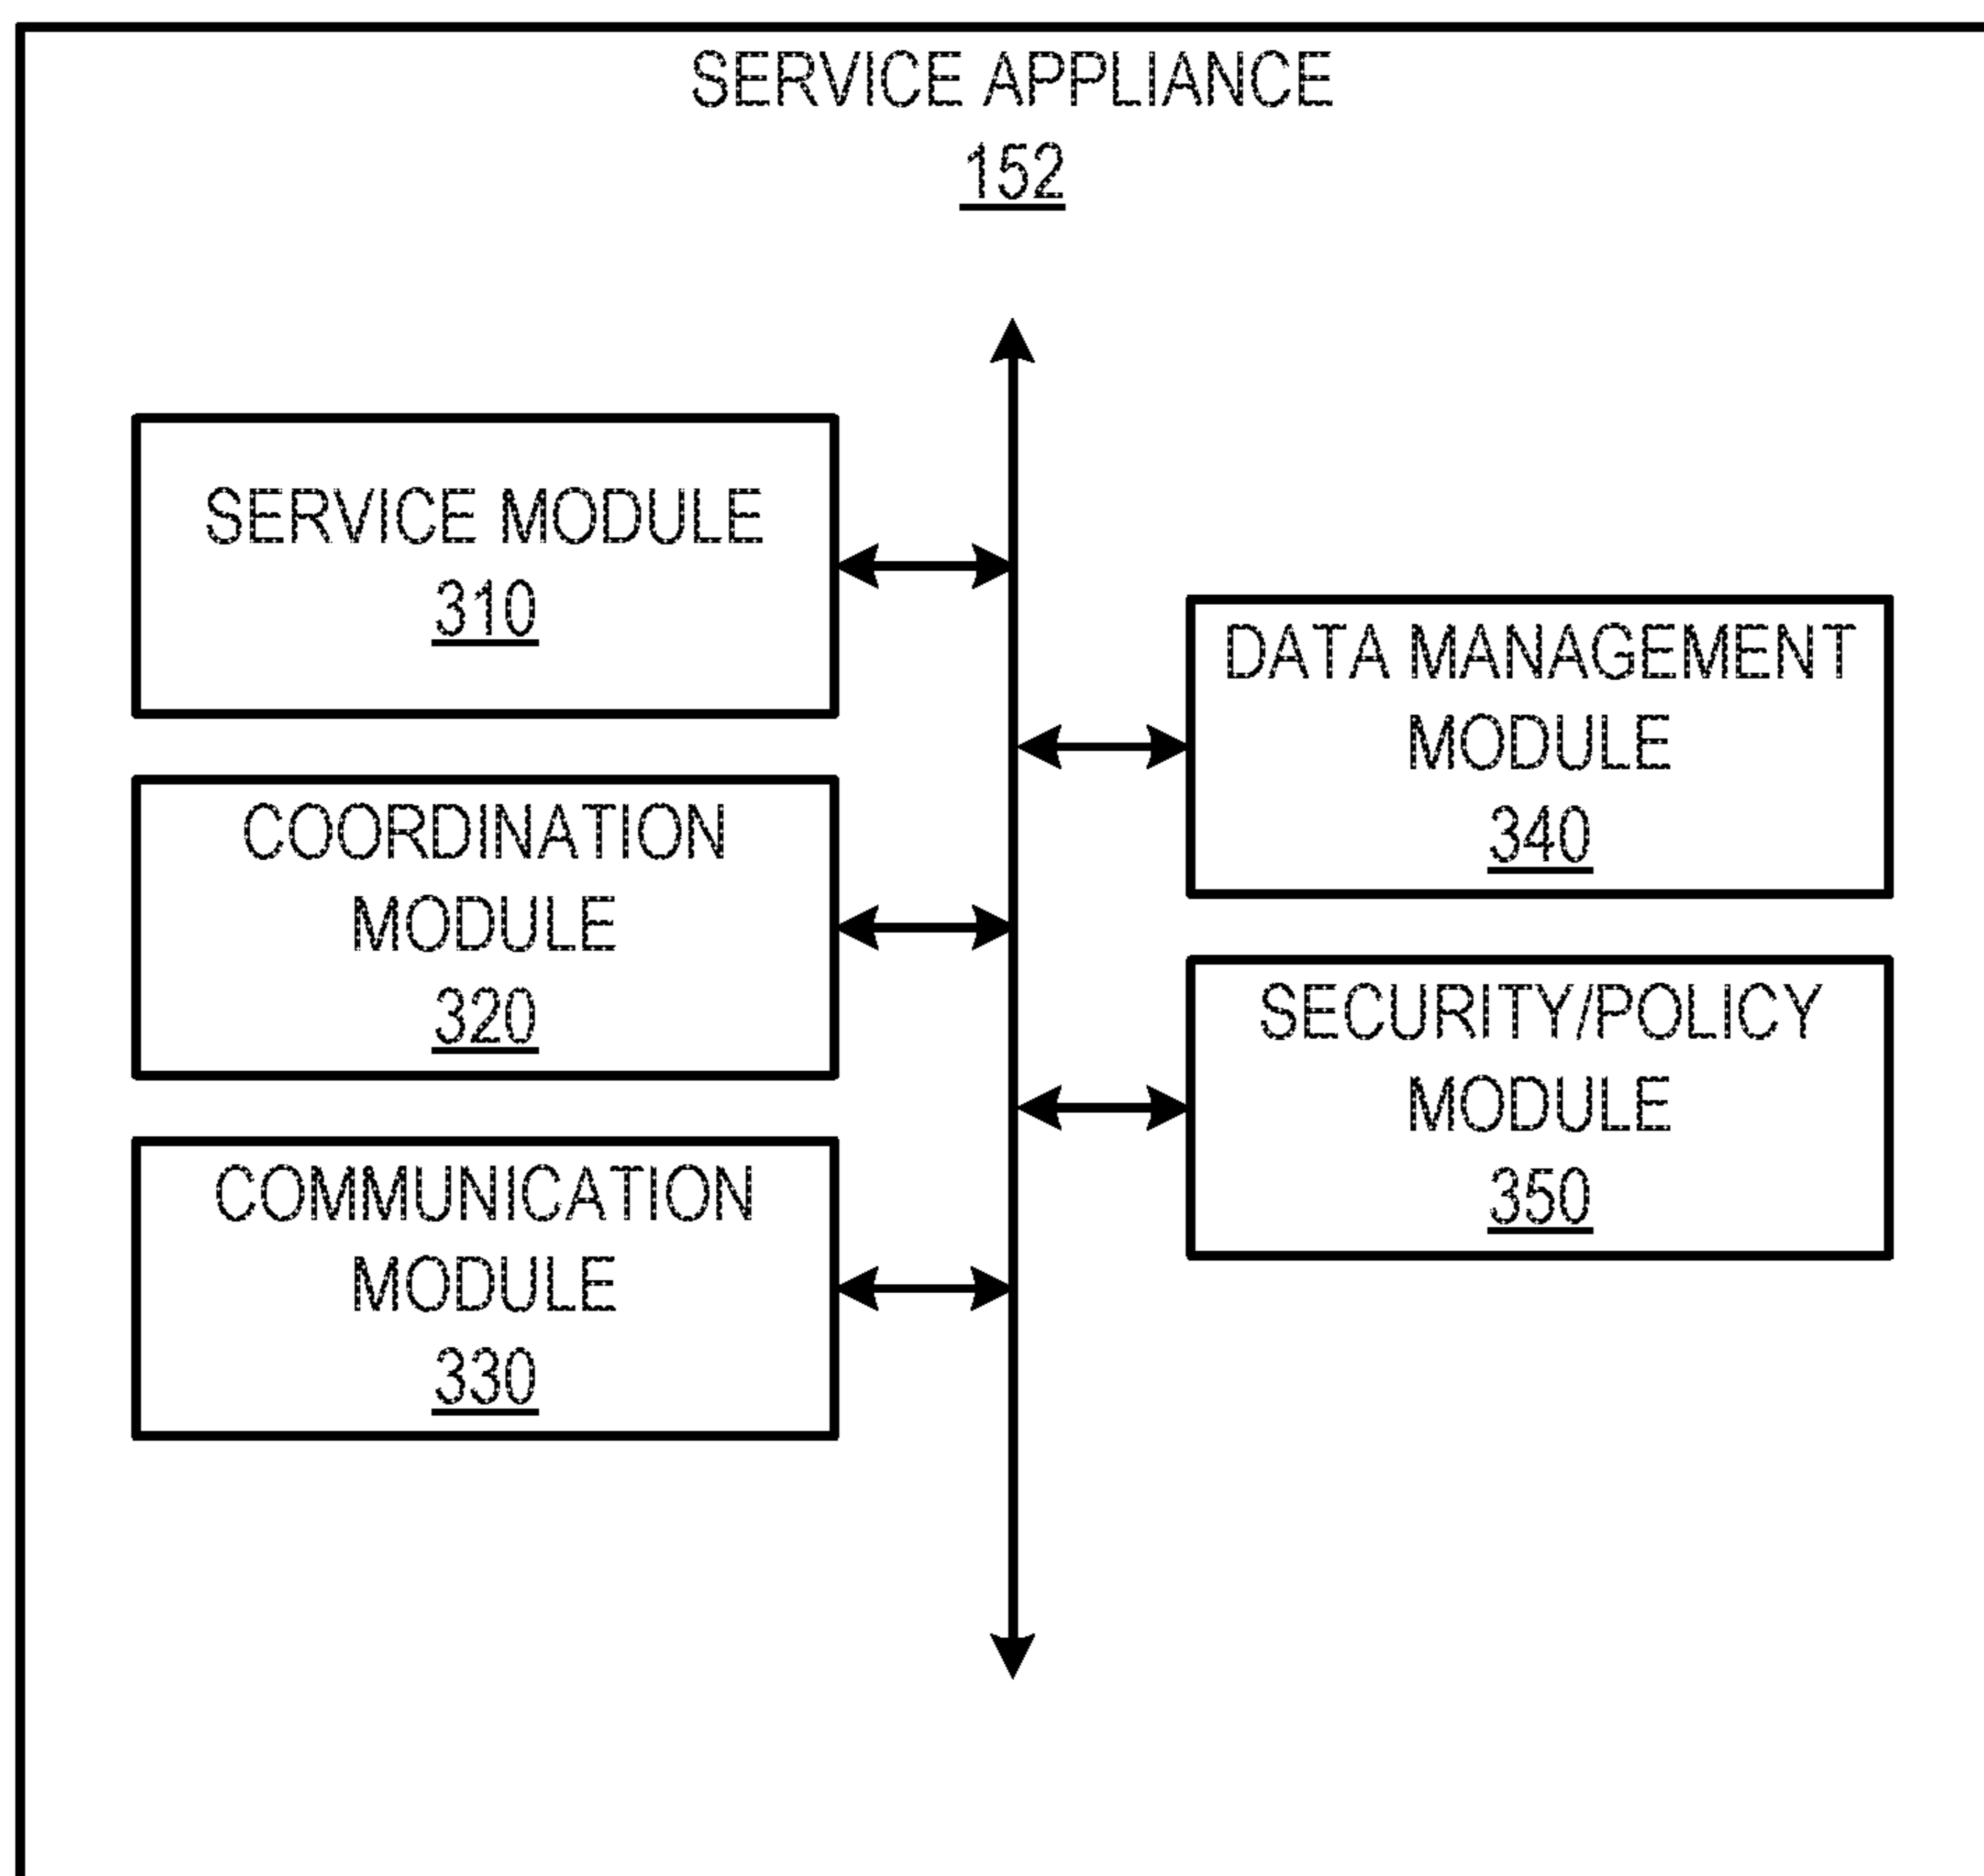 SERVICE APPLIANCE
152
SERVICE MODULE
310
COORDINATION
MODULE
320
COMMUNICATION
MODULE
330
DATA MANAGEMENT
MODULE
340
SECURITY/POLICY
MODULE
350